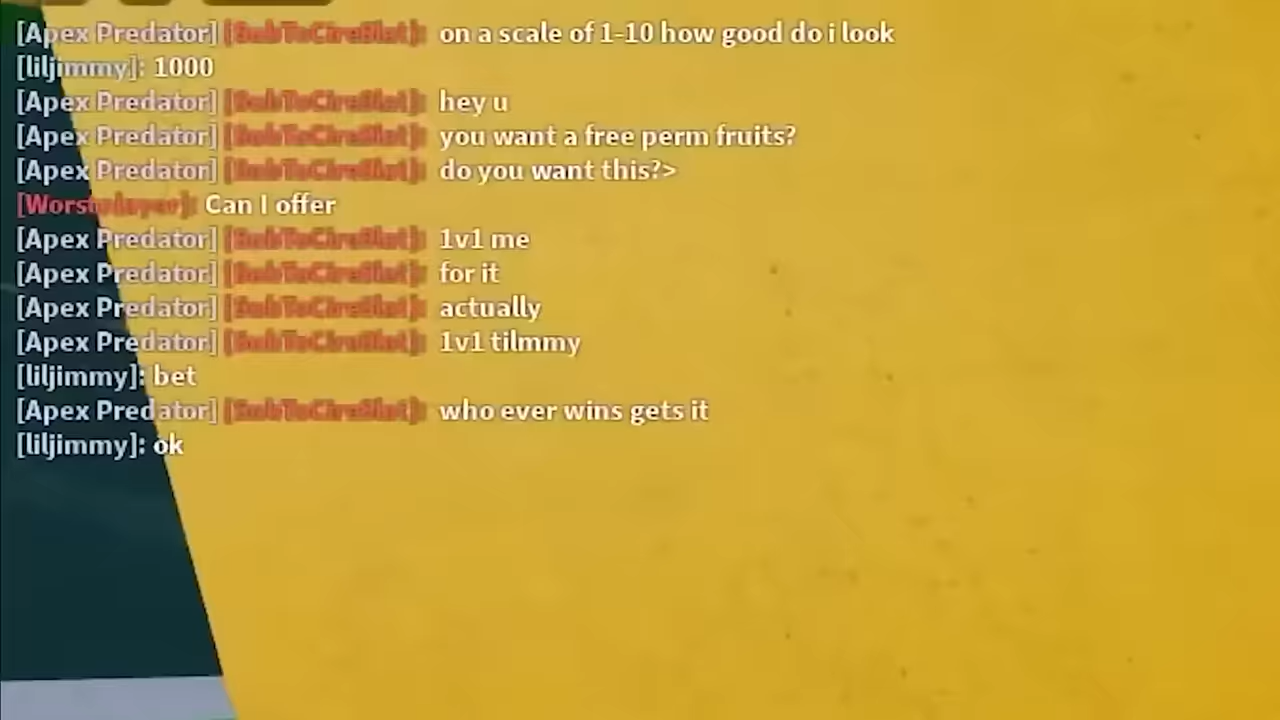 [Apex Predator] on a scale of 1-10 how good do i look
[liljimmy]: 1000
[Apex Predator] hey u
[Apex Predator] you want a free perm fruits?
[Apex Predator] do you want this?>
Can I offer
[Apex Predator] 1v1 me
[Apex Predator] for it
[Apex Predator] actually
[Apex Predator] 1v1 tilmmy
[liljimmy]: bet
[Apex Predator] who ever wins gets it
[liljimmy]: ok